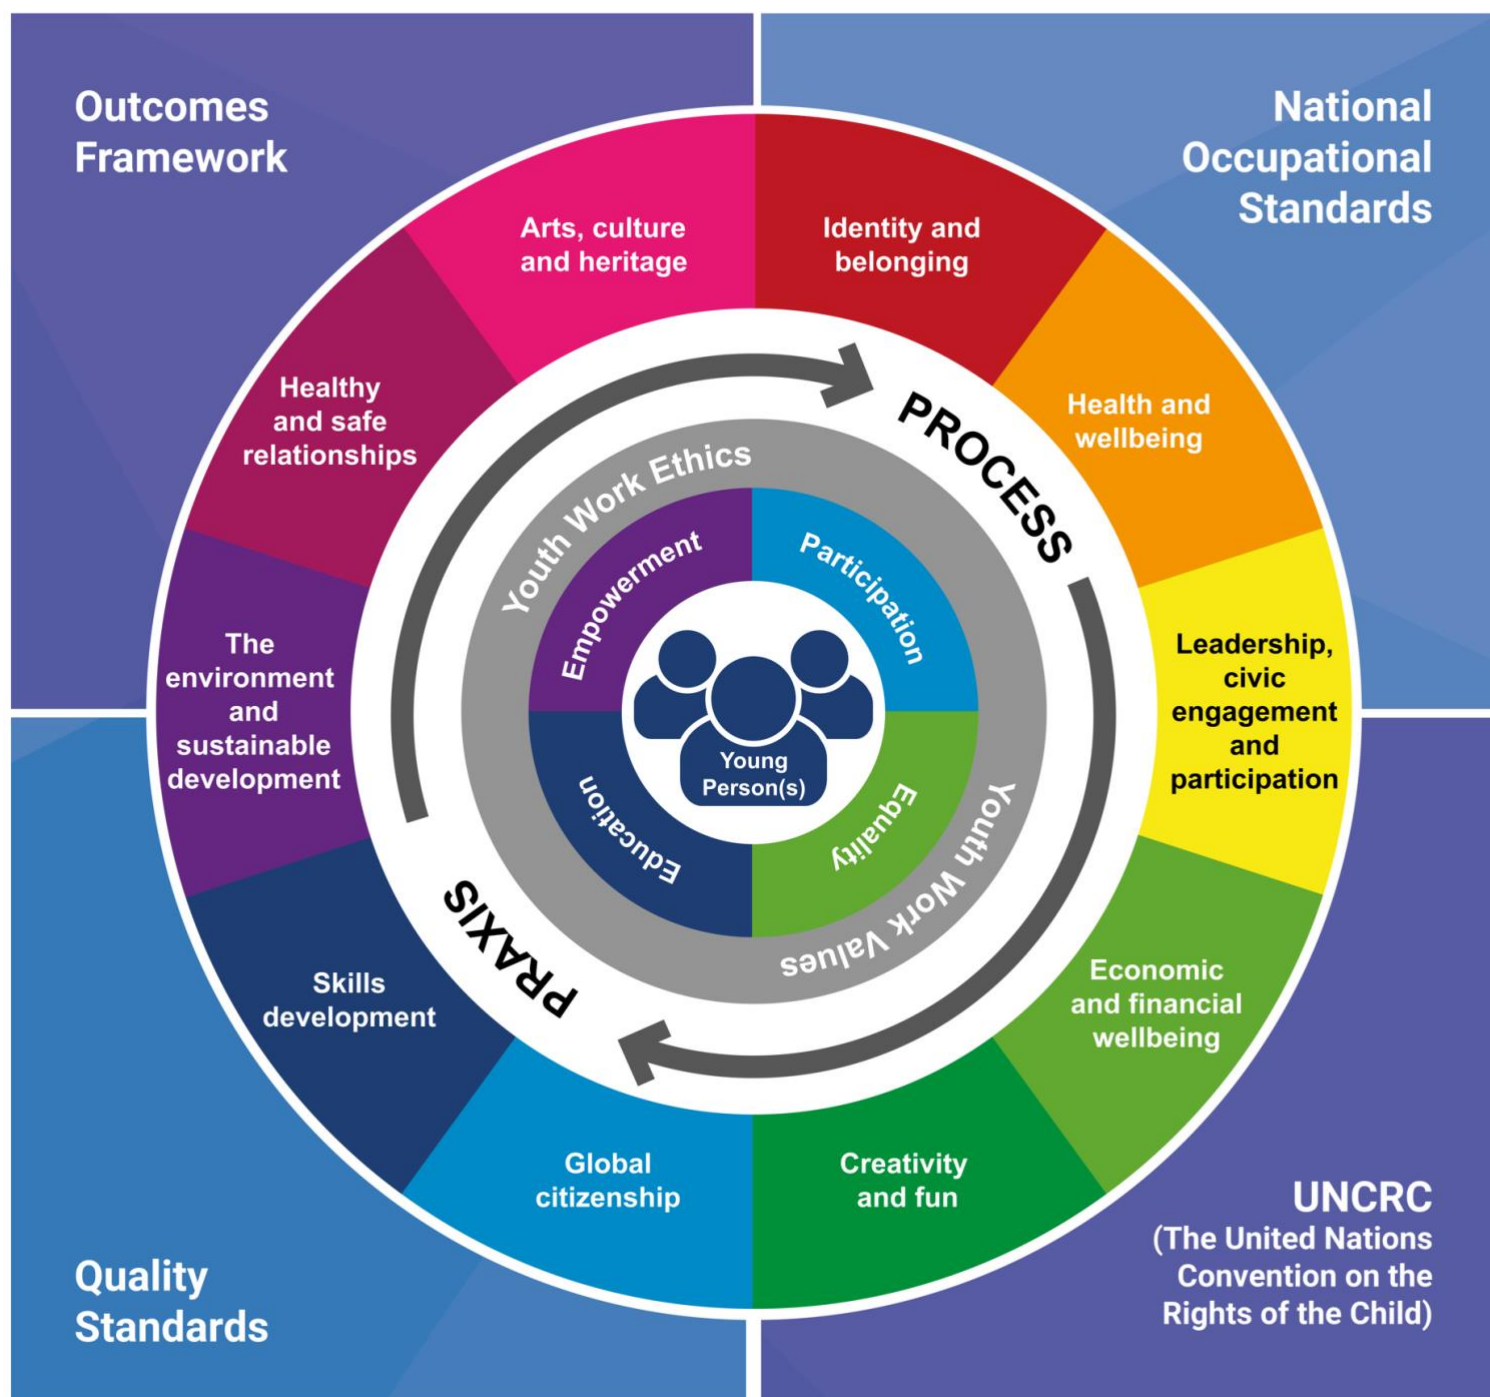 Outcomes
Framework
National
Occupational
Standards
Arts, culture
and heritage
Identity and
belonging
Healthy
and safe
relationships
Health and
wellbeing
PROCESS
Youth Work Ethics
Empowerment
Participation
The
environment
and
sustainable
development
Leadership,
civic
engagement
and
participation
Young
Person(s)
Education
Equality
Youth Work Values
PRAXIS
Skills
development
Economic
and financial
wellbeing
Global
citizenship
Creativity
and fun
Quality
Standards
UNCRC
(The United Nations
Convention on the
Rights of the Child)